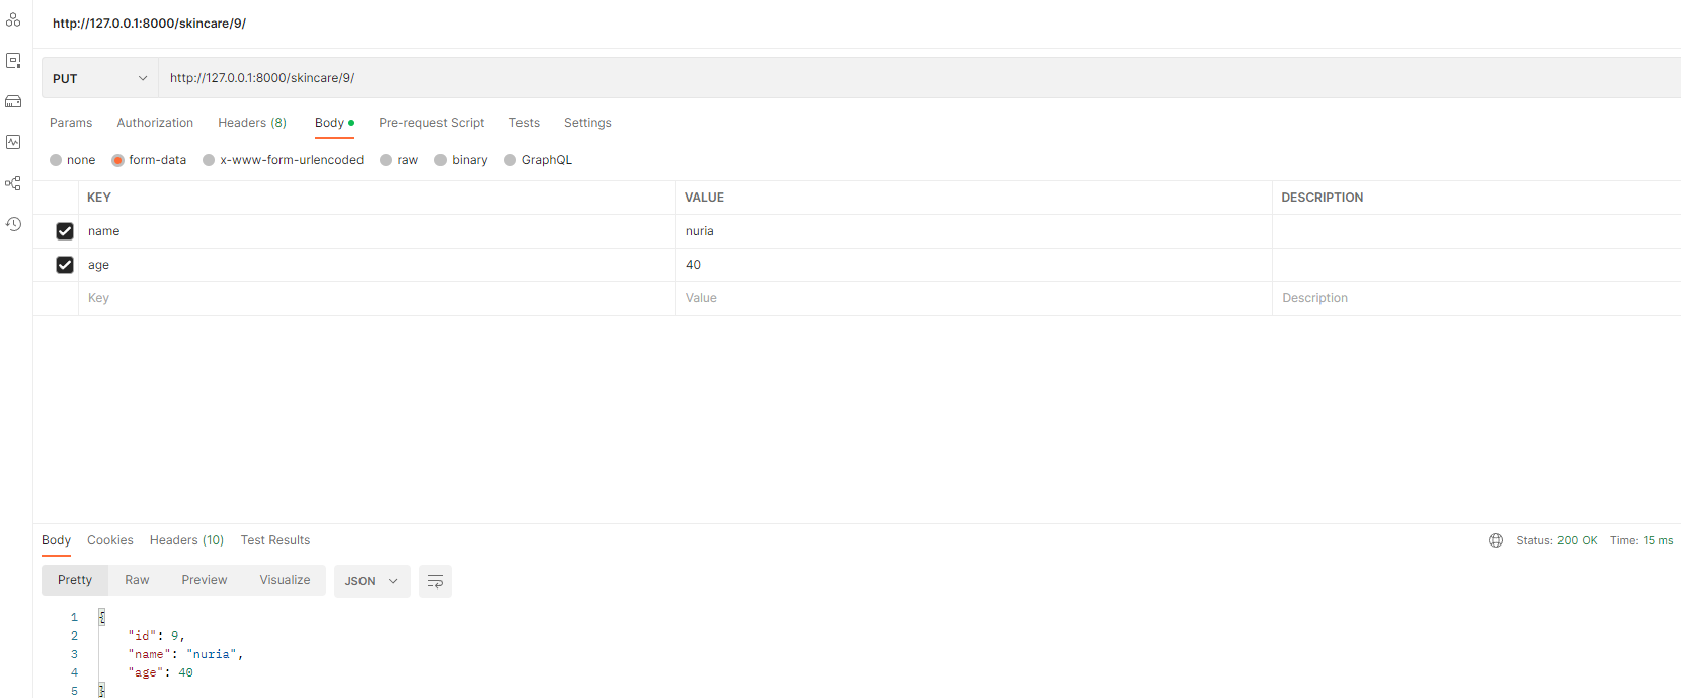 http://127.0.0.1:8000/skincare/9/
PUT http://127.0.0.1:8000/skincare/9/
Params Authorization Headers (8) Body Pre-request Script Tests Settings
none form-data x-www-form-urlencoded raw binary GraphQL
KEY VALUE DESCRIPTION
name nuria
age 40
Key Value Description
Body Cookies Headers (10) Test Results Status: 200 OK Time: 15 ms
Pretty Raw Preview Visualize JSON
1 {
2 "id": 9,
3 "name": "nuria",
4 "age": 40
5 }